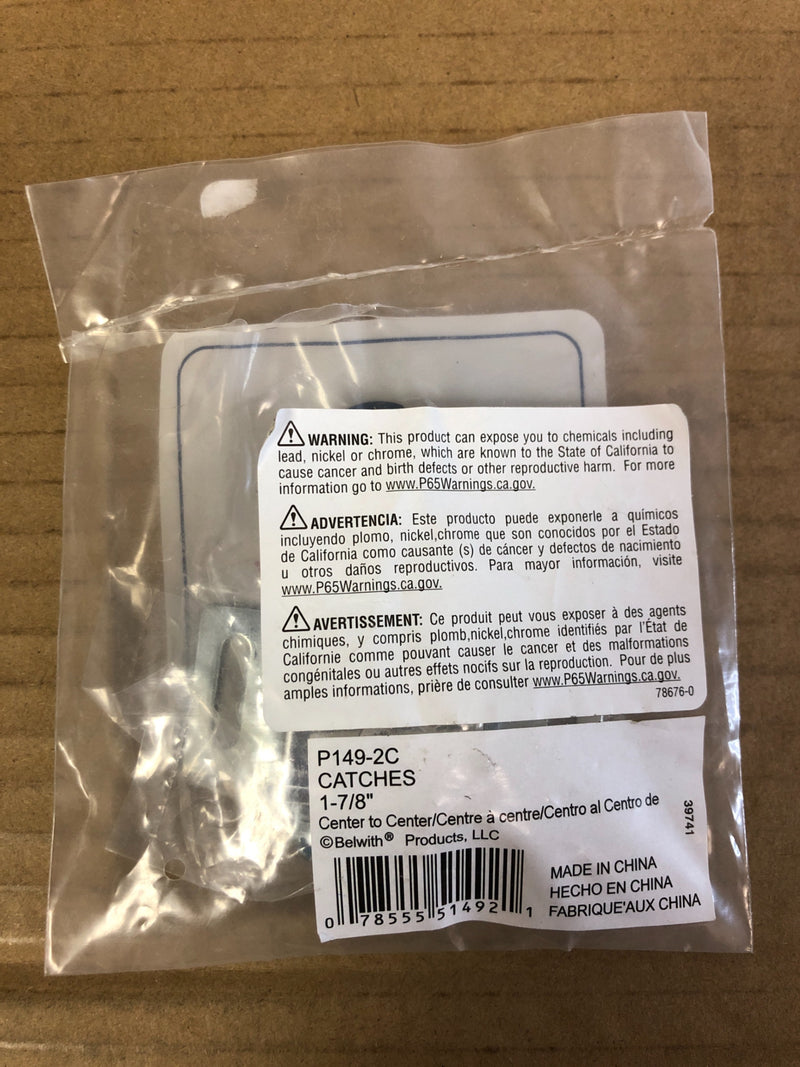 WARNING: This product can expose you to chemicals including
lead, nickel or chrome, which are known to the State of California to
cause cancer and birth defects or other reproductive harm. For more
information go to www.P65Warnings.ca.gov.
ADVERTENCIA: Este producto puede exponerle a químicos
incluyendo plomo, nickel,chrome que son conocidos por el Estado
de California como causante (s) de cáncer y defectos de nacimiento
u otros daños reproductivos. Para mayor información, visite
www.P65Warnings.ca.gov.
AVERTISSEMENT: Ce produit peut vous exposer à des agents
chimiques, y compris plomb,nickel,chrome identifiés par l'État de
Californie comme pouvant causer le cancer et des malformations
congénitales ou autres effets nocifs sur la reproduction. Pour de plus
amples informations, prière de consulter www.P65Warnings.ca.gov.
78676-0
P149-2C
CATCHES
1-7/8"
Center to Center/Centre à centre/Centro al Centro de
©Belwith® Products, LLC
39741
0 78555 51492 1
MADE IN CHINA
HECHO EN CHINA
FABRIQUE'AUX CHINA